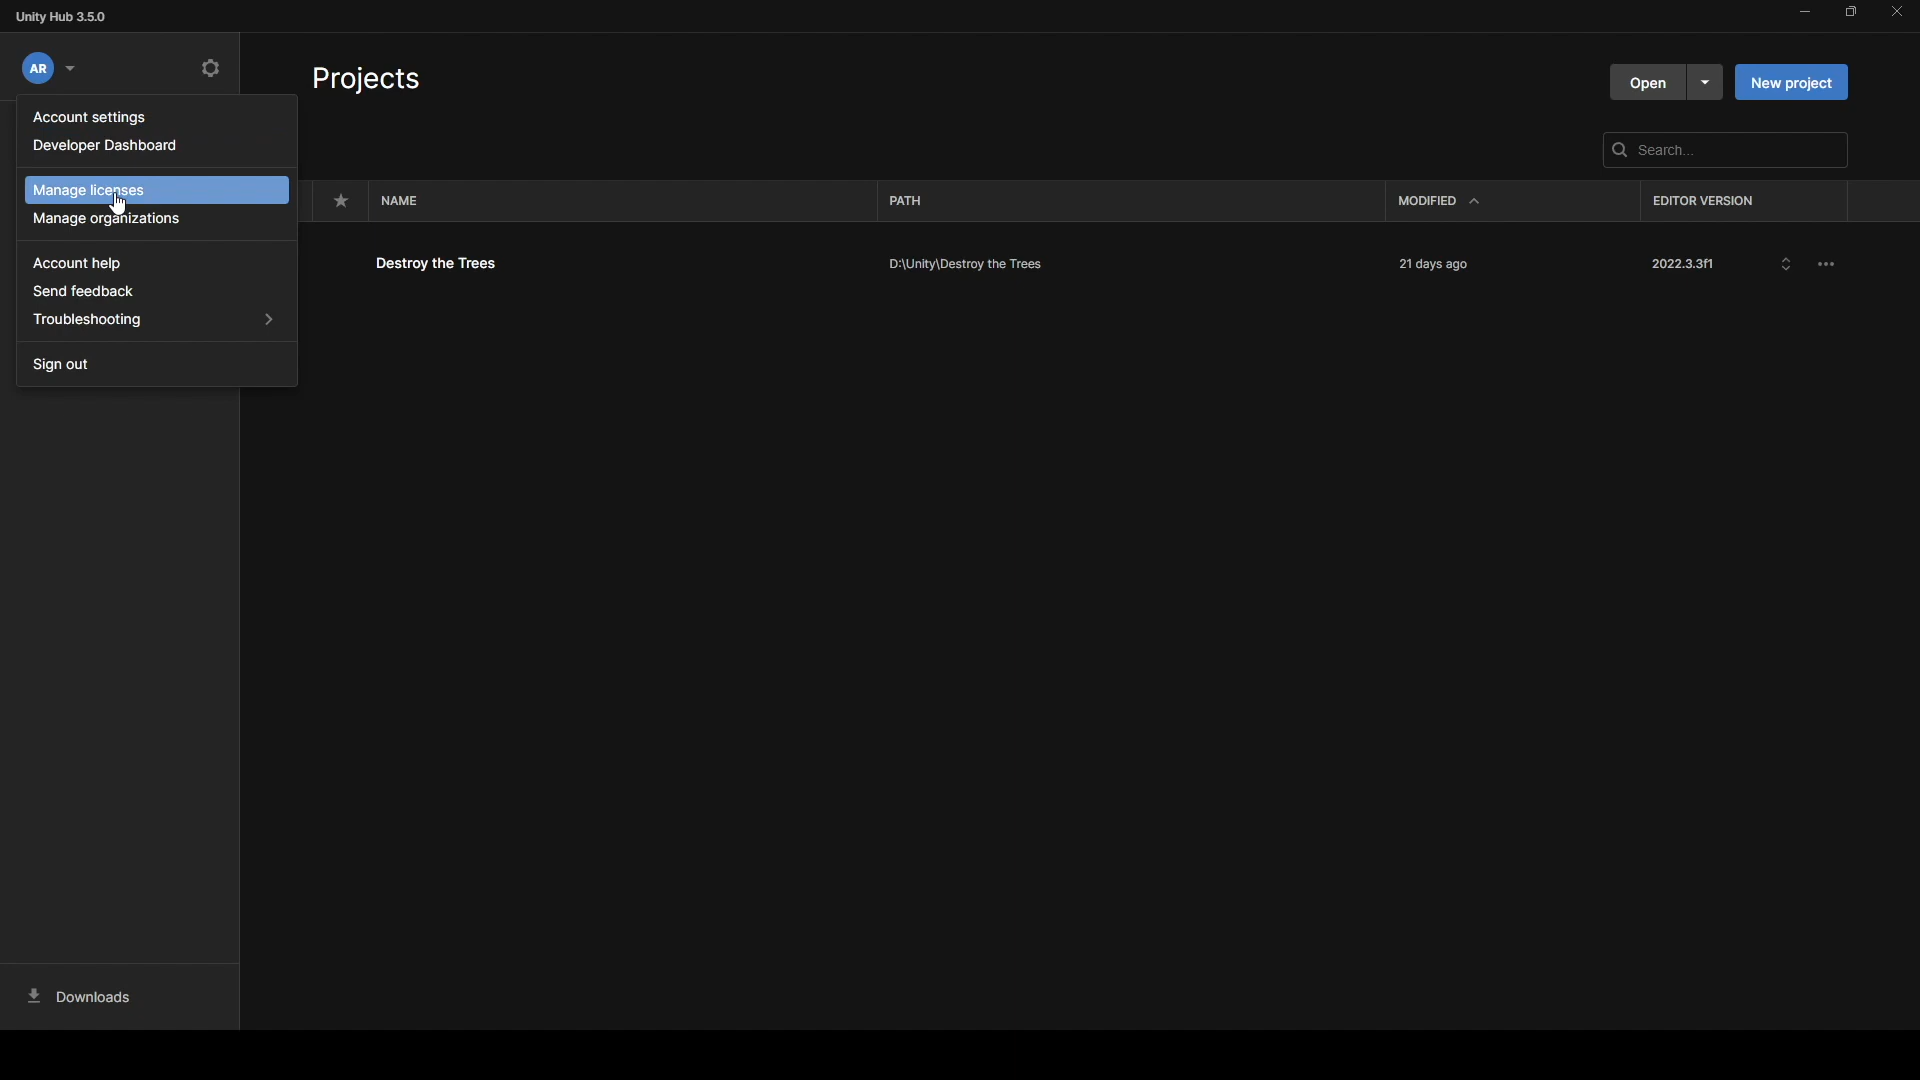 Unity Hub 3.5.0
AR
Projects
Open
New project
Account settings
Developer Dashboard
Search...
Manage licenses
Manage organizations
NAME
PATH
MODIFIED
EDITOR VERSION
Account help
Send feedback
Troubleshooting
Sign out
Destroy the Trees
D:\Unity\Destroy the Trees
21 days ago
2022.3.3f1
Downloads